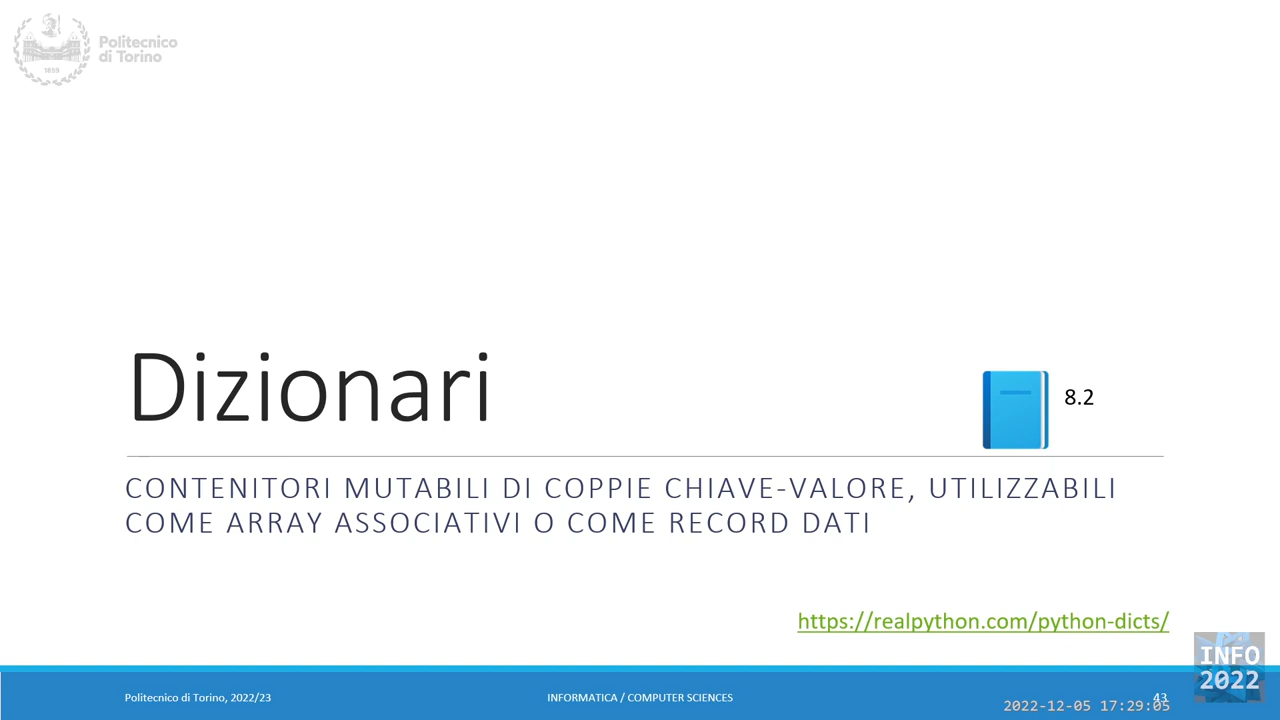 Politecnico
di Torino
1859
Dizionari
8.2
CONTENITORI MUTABILI DI COPPIE CHIAVE-VALORE, UTILIZZABILI
COME ARRAY ASSOCIATIVI O COME RECORD DATI
https://realpython.com/python-dicts/
INFO
2022
Politecnico di Torino, 2022/23
INFORMATICA / COMPUTER SCIENCES
43
2022-12-05 17:29:05